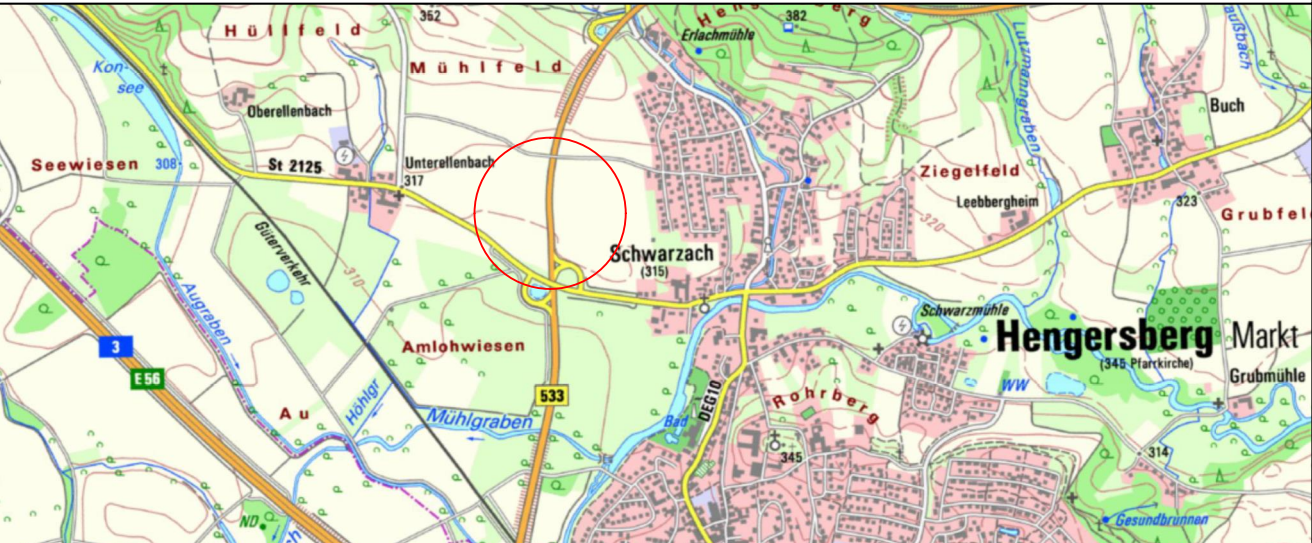 352
Hengersberg
382
Erlachmühle
Hüllfeld
Mühlfeld
Kon-
see
Lutzmanngraben
Oberellenbach
Buch
Seewiesen
308
St 2125
Unterellenbach
317
Ziegelfeld
Leebbergheim
323
320
Schwarzach
(315)
Güterverkehr
310
Augraben
Schwarzmühle
Hengersberg Markt
(345 Pfarrkirche)
3
E 56
Amlohwiesen
Grubmühle
WW
533
DEG10
Rohrberg
Au
Höhlgr
Mühlgraben
Bad
345
314
ND
Gesundbrunnen